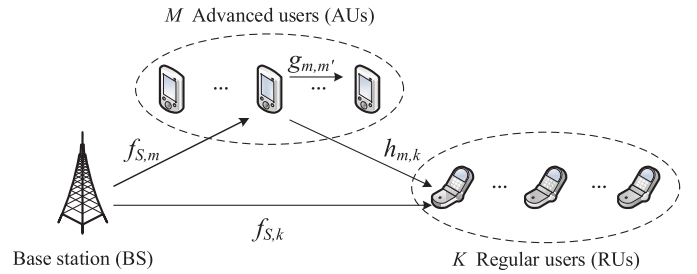 M Advanced users (AUs)
g_{m,m'}
... ...
f_{S,m}
h_{m,k}
... ...
f_{S,k}
Base station (BS)
K Regular users (RUs)